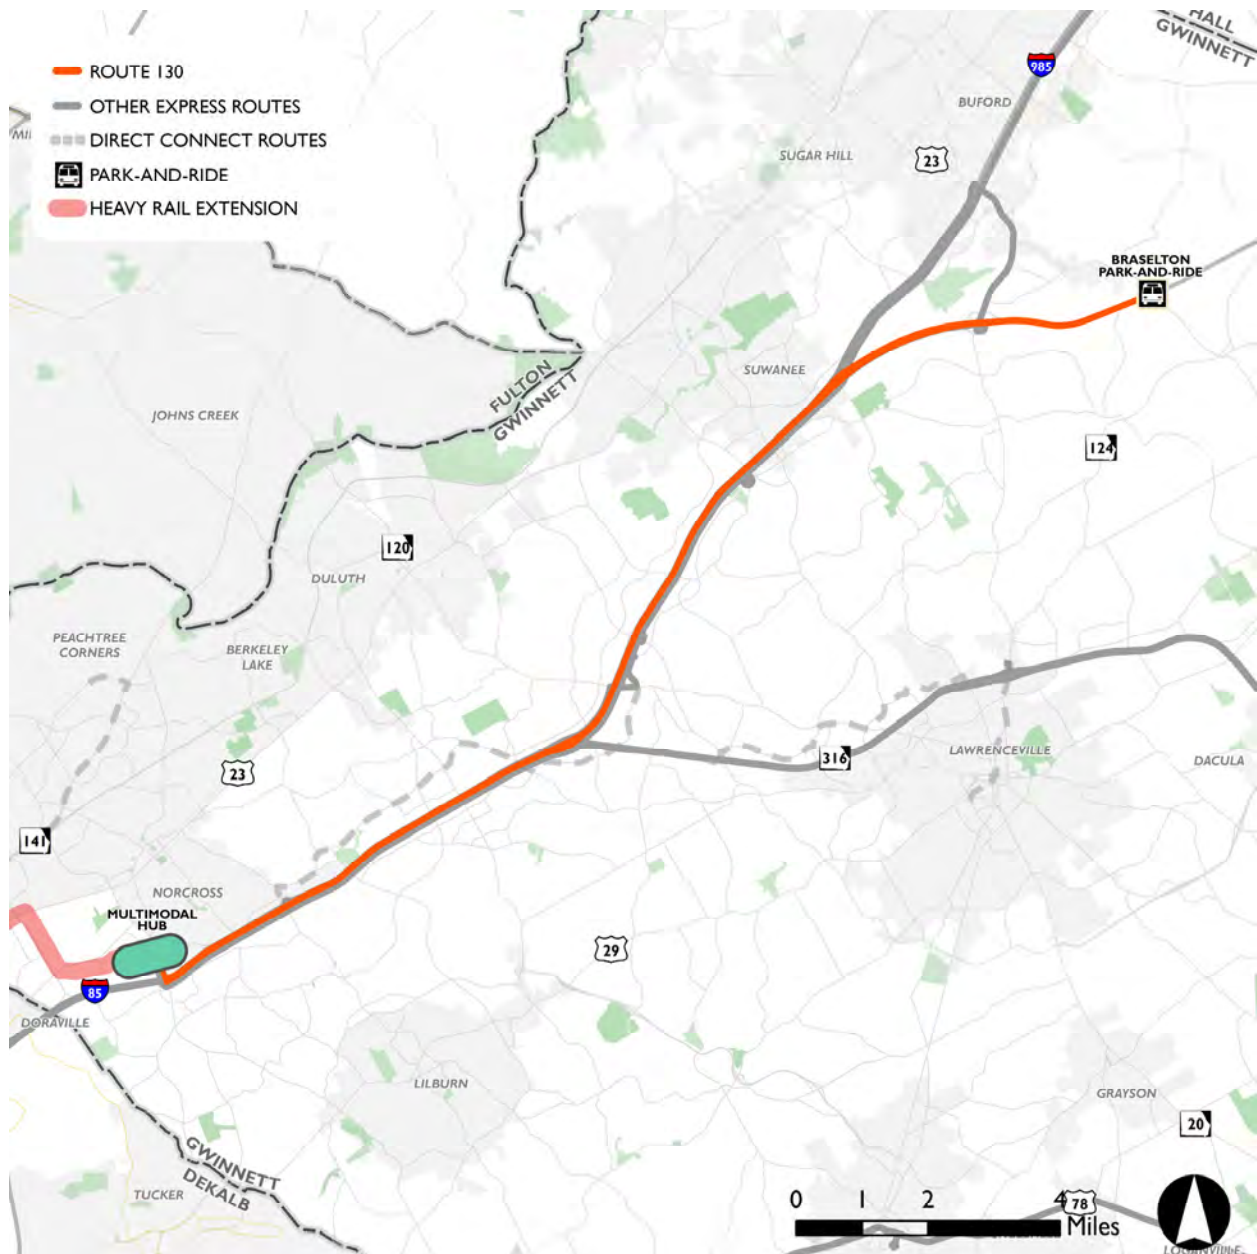 ROUTE 130
OTHER EXPRESS ROUTES
DIRECT CONNECT ROUTES
PARK-AND-RIDE
HEAVY RAIL EXTENSION
HALL
GWINNETT
985
BUFORD
SUGAR HILL
23
BRASELTON
PARK-AND-RIDE
SUWANEE
FULTON
GWINNETT
JOHNS CREEK
124
120
DULUTH
PEACHTREE
CORNERS
BERKELEY
LAKE
23
316
LAWRENCEVILLE
DACULA
141
NORCROSS
MULTIMODAL
HUB
29
85
DORAVILLE
LILBURN
GRAYSON
20
GWINNETT
DEKALB
TUCKER
0 1 2 4
Miles
78